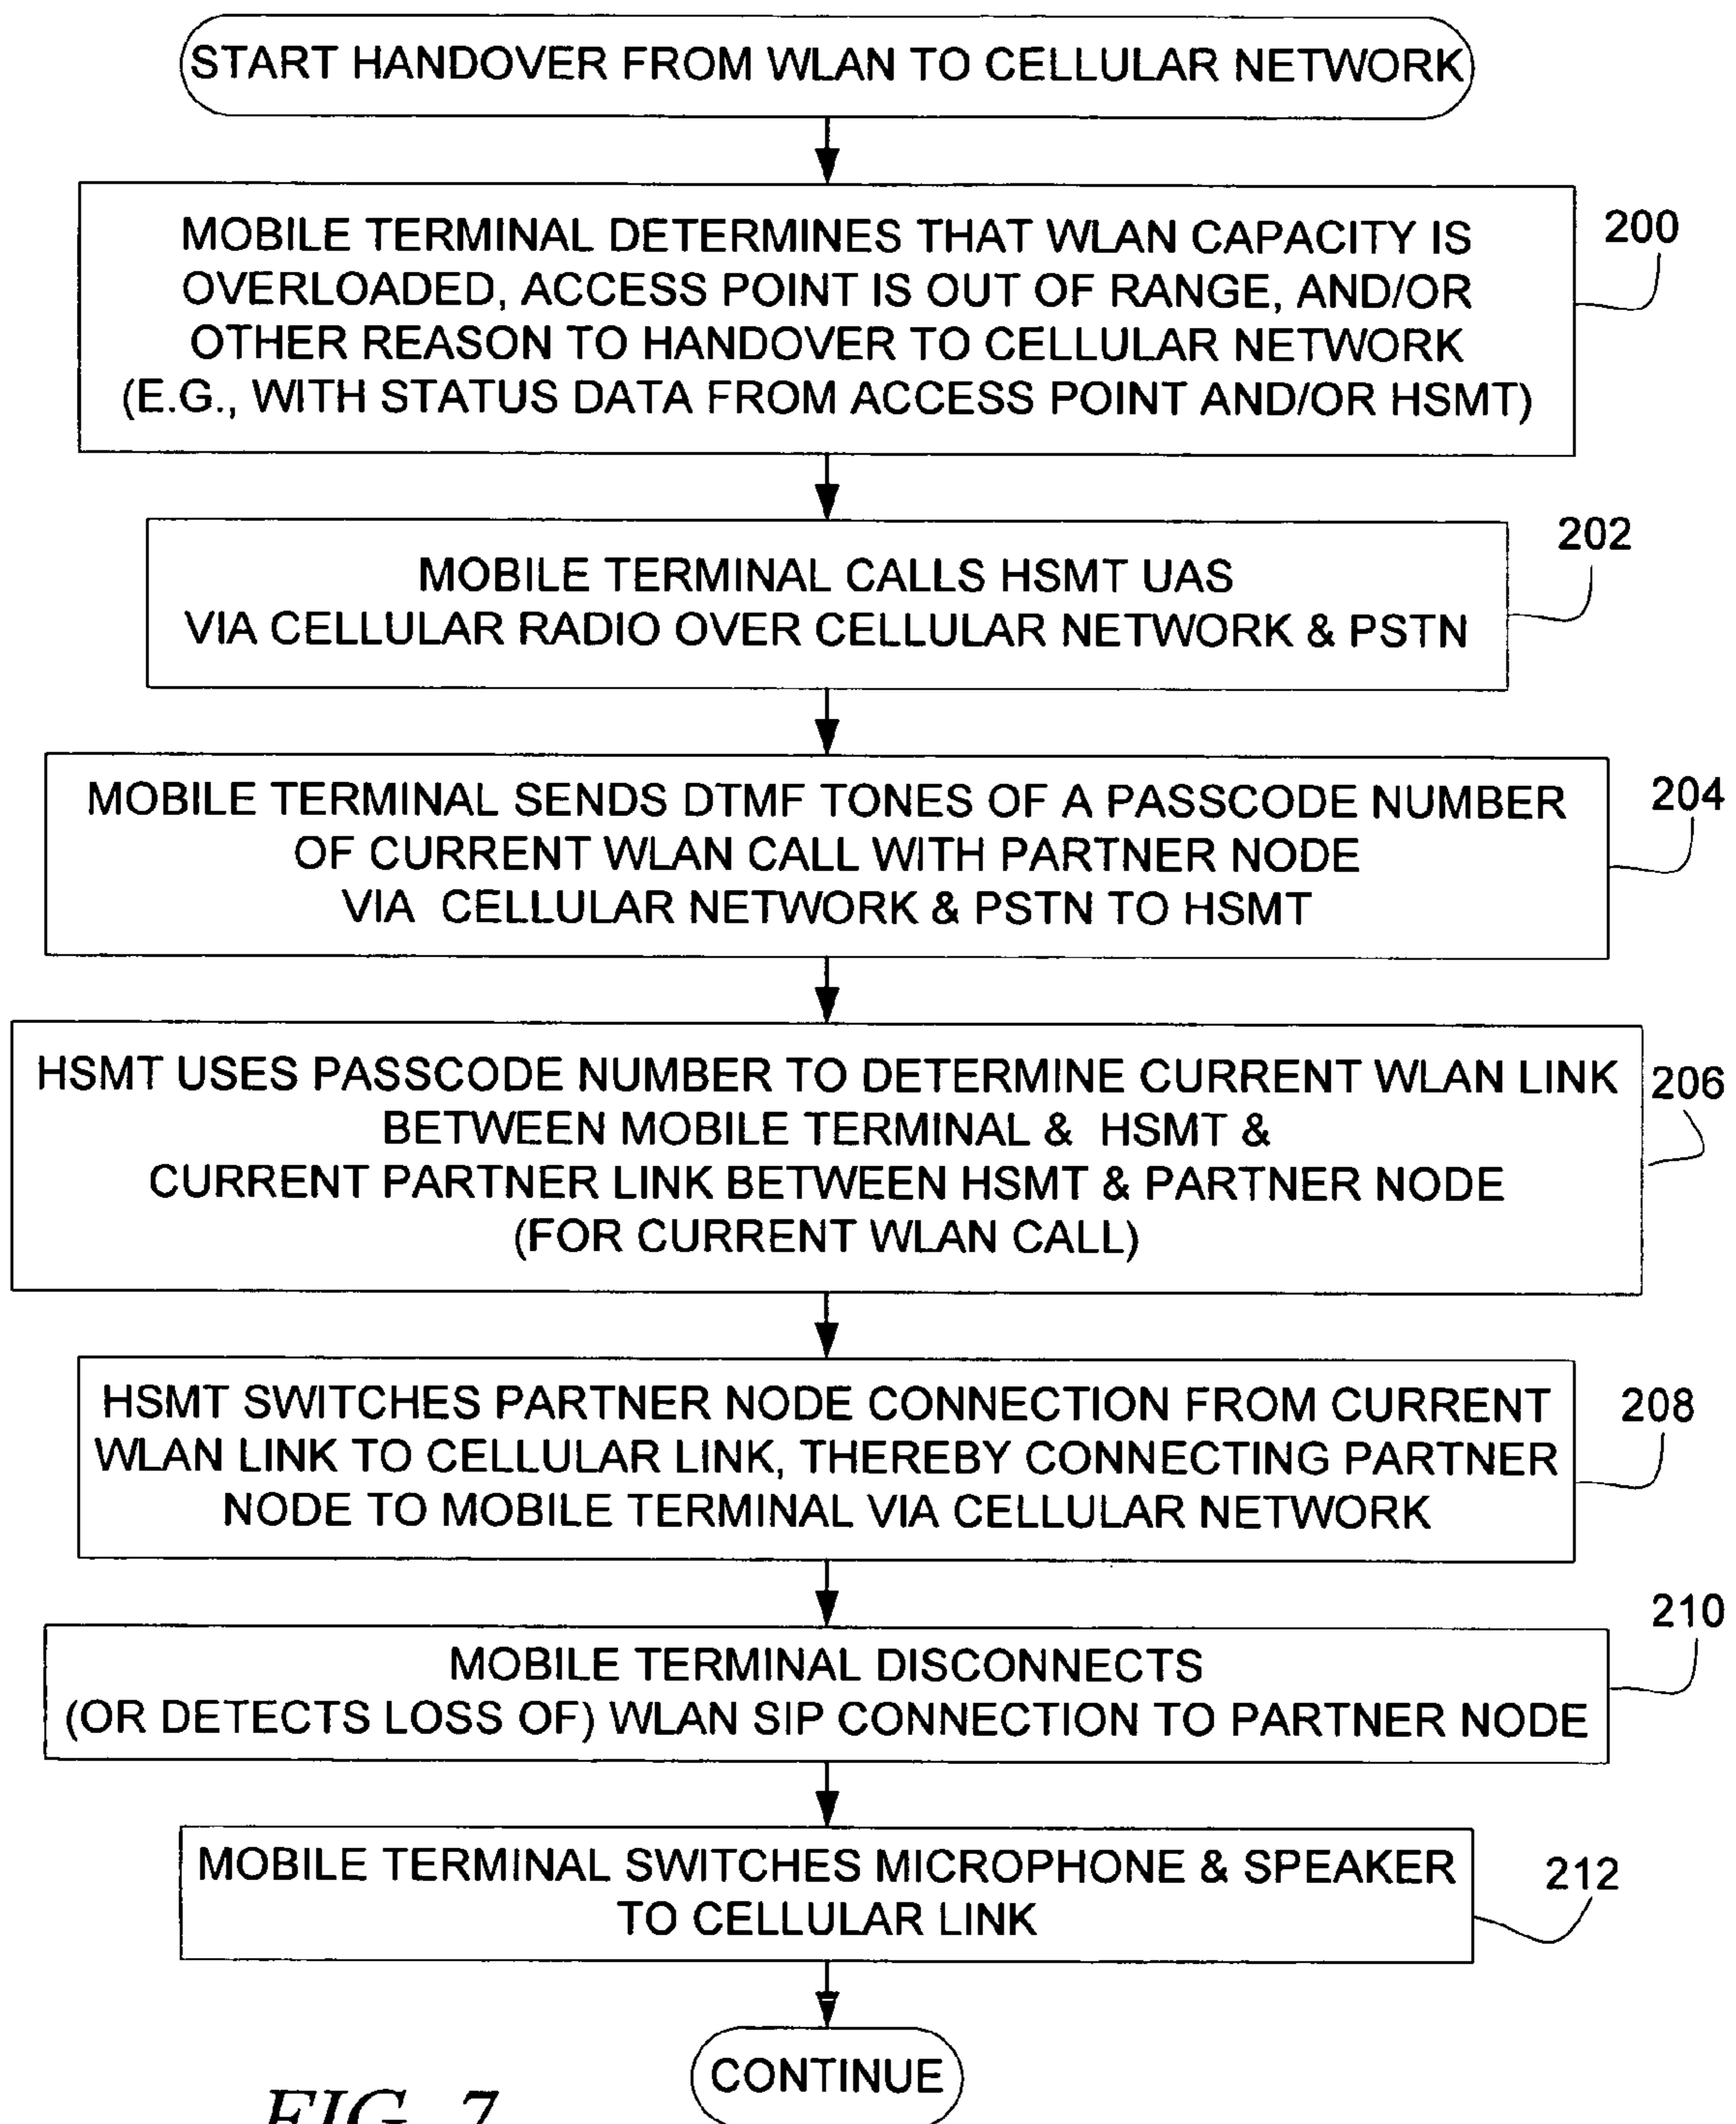 START HANDOVER FROM WLAN TO CELLULAR NETWORK
MOBILE TERMINAL DETERMINES THAT WLAN CAPACITY IS
OVERLOADED, ACCESS POINT IS OUT OF RANGE, AND/OR
OTHER REASON TO HANDOVER TO CELLULAR NETWORK
(E.G., WITH STATUS DATA FROM ACCESS POINT AND/OR HSMT)
200
MOBILE TERMINAL CALLS HSMT UAS
VIA CELLULAR RADIO OVER CELLULAR NETWORK & PSTN
202
MOBILE TERMINAL SENDS DTMF TONES OF A PASSCODE NUMBER
OF CURRENT WLAN CALL WITH PARTNER NODE
VIA CELLULAR NETWORK & PSTN TO HSMT
204
HSMT USES PASSCODE NUMBER TO DETERMINE CURRENT WLAN LINK
BETWEEN MOBILE TERMINAL & HSMT &
CURRENT PARTNER LINK BETWEEN HSMT & PARTNER NODE
(FOR CURRENT WLAN CALL)
206
HSMT SWITCHES PARTNER NODE CONNECTION FROM CURRENT
WLAN LINK TO CELLULAR LINK, THEREBY CONNECTING PARTNER
NODE TO MOBILE TERMINAL VIA CELLULAR NETWORK
208
MOBILE TERMINAL DISCONNECTS
(OR DETECTS LOSS OF) WLAN SIP CONNECTION TO PARTNER NODE
210
MOBILE TERMINAL SWITCHES MICROPHONE & SPEAKER
TO CELLULAR LINK
212
CONTINUE
FIG. 7